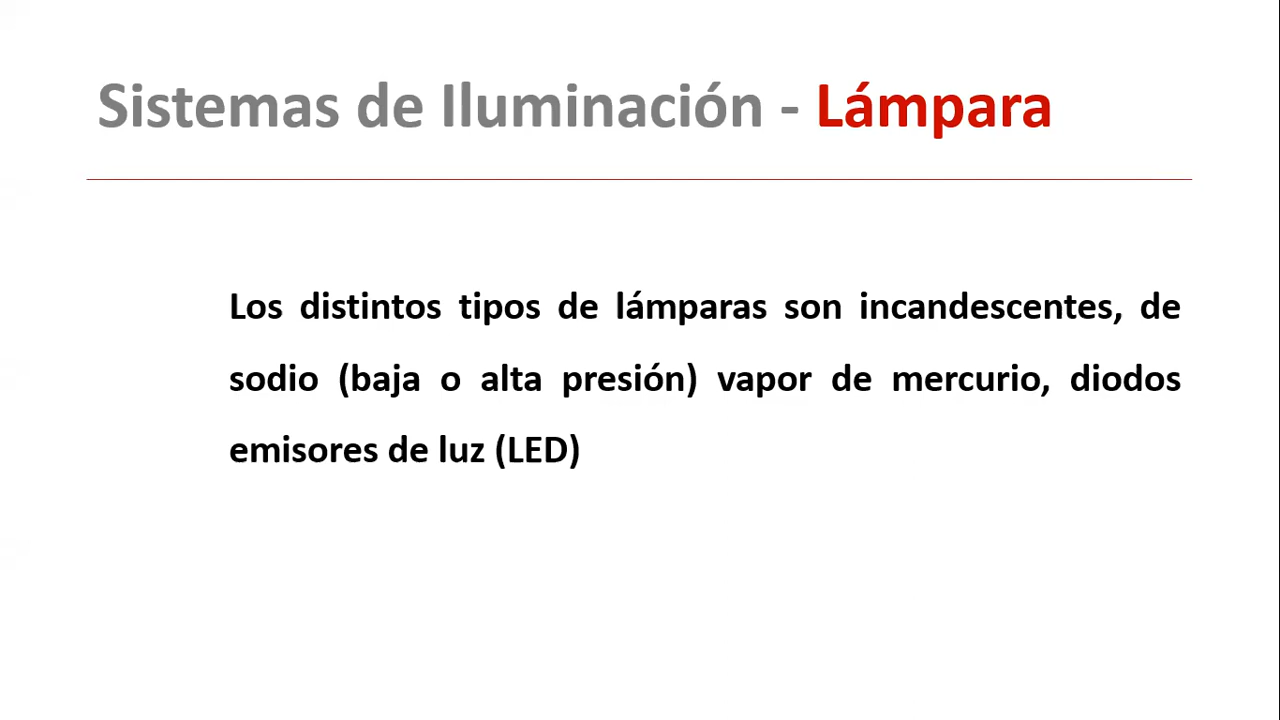 Sistemas de Iluminación - Lámpara
Los distintos tipos de lámparas son incandescentes, de
sodio (baja o alta presión) vapor de mercurio, diodos
emisores de luz (LED)